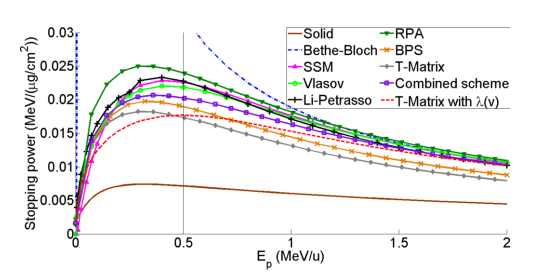 0.03
0.025
0.02
0.015
0.01
0.005
0
Stopping power (MeV/(μg/cm²))
0
0.5
1
1.5
2
E_p (MeV/u)
Solid
Bethe-Bloch
SSM
Vlasov
Li-Petrasso
RPA
BPS
T-Matrix
Combined scheme
T-Matrix with λ(v)